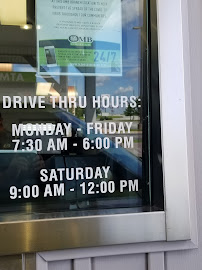 OMB
24/7
DRIVE THRU HOURS:
MONDAY - FRIDAY
7:30 AM - 6:00 PM
SATURDAY
9:00 AM - 12:00 PM